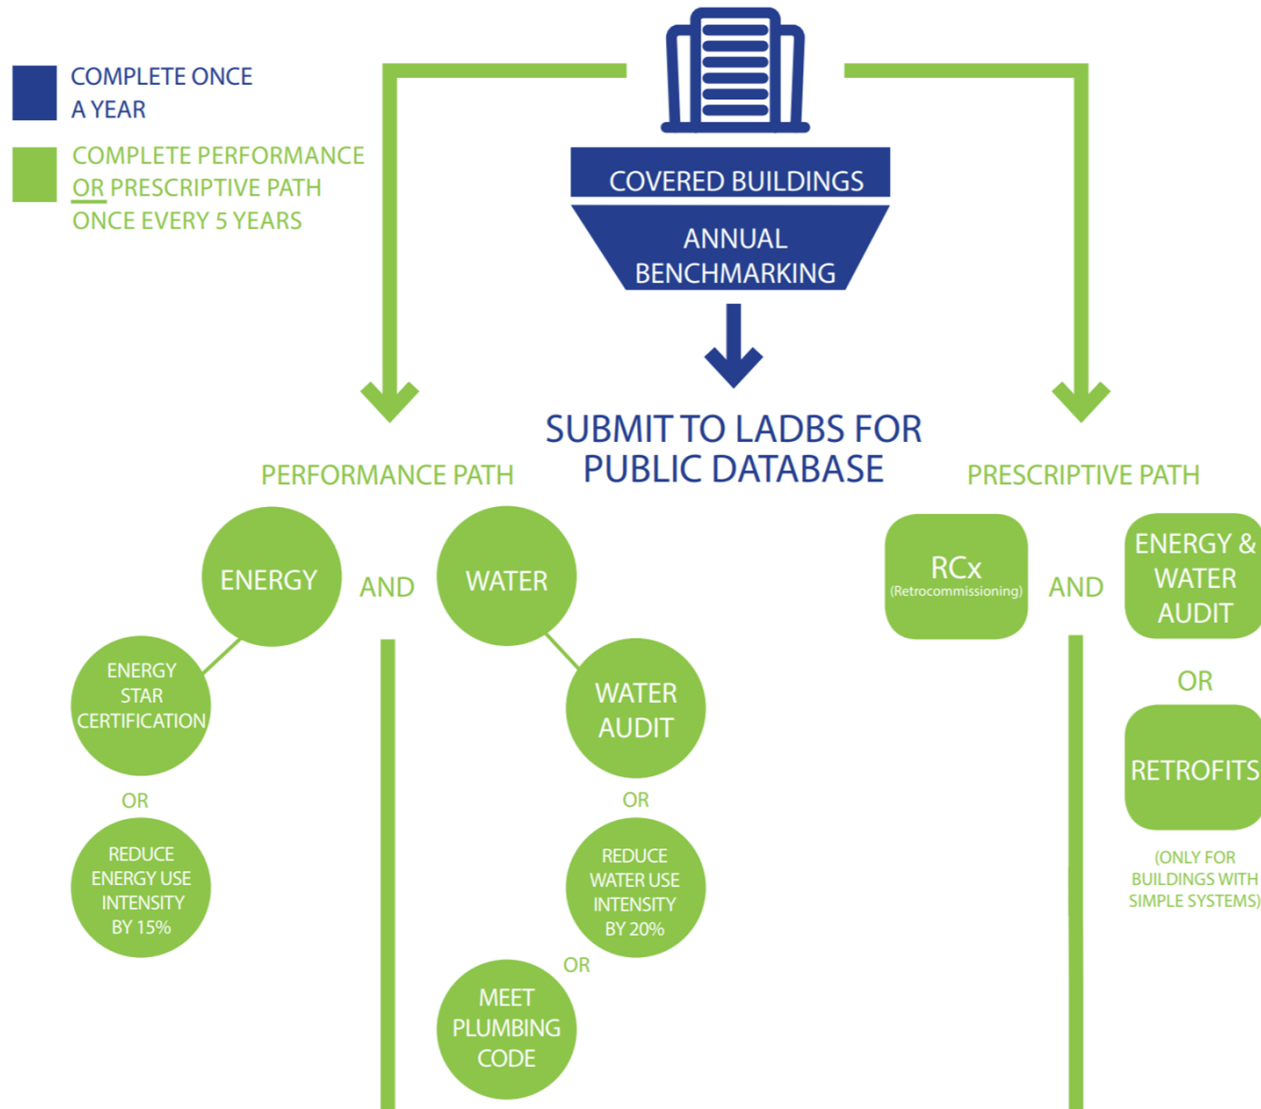 COMPLETE ONCE
A YEAR
COMPLETE PERFORMANCE
OR PRESCRIPTIVE PATH
ONCE EVERY 5 YEARS
COVERED BUILDINGS
ANNUAL
BENCHMARKING
SUBMIT TO LADBS FOR
PUBLIC DATABASE
PERFORMANCE PATH
ENERGY
AND
WATER
ENERGY
STAR
CERTIFICATION
OR
REDUCE
ENERGY USE
INTENSITY
BY 15%
WATER
AUDIT
OR
REDUCE
WATER USE
INTENSITY
BY 20%
OR
MEET
PLUMBING
CODE
PRESCRIPTIVE PATH
RCx
(Retrocommissioning)
AND
ENERGY &
WATER
AUDIT
OR
RETROFITS
(ONLY FOR
BUILDINGS WITH
SIMPLE SYSTEMS)